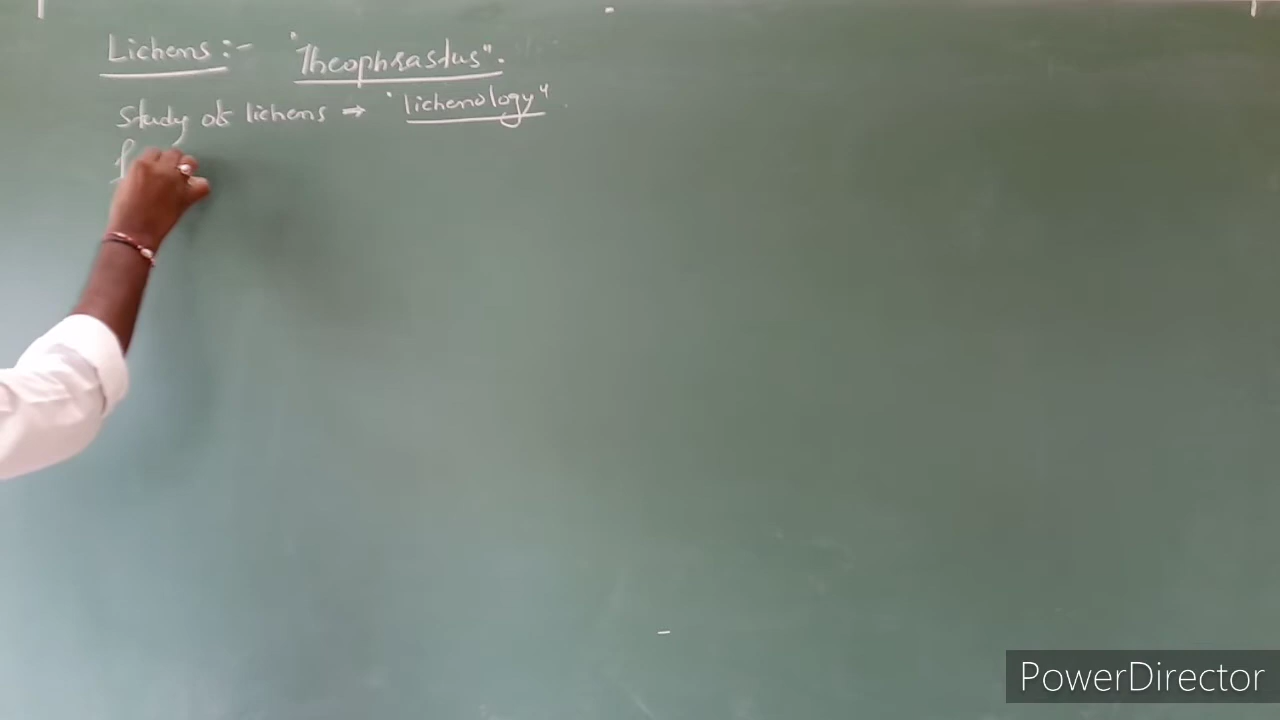 Lichens :- "Theophrastus".
Study of lichens → "lichenology"
f
PowerDirector